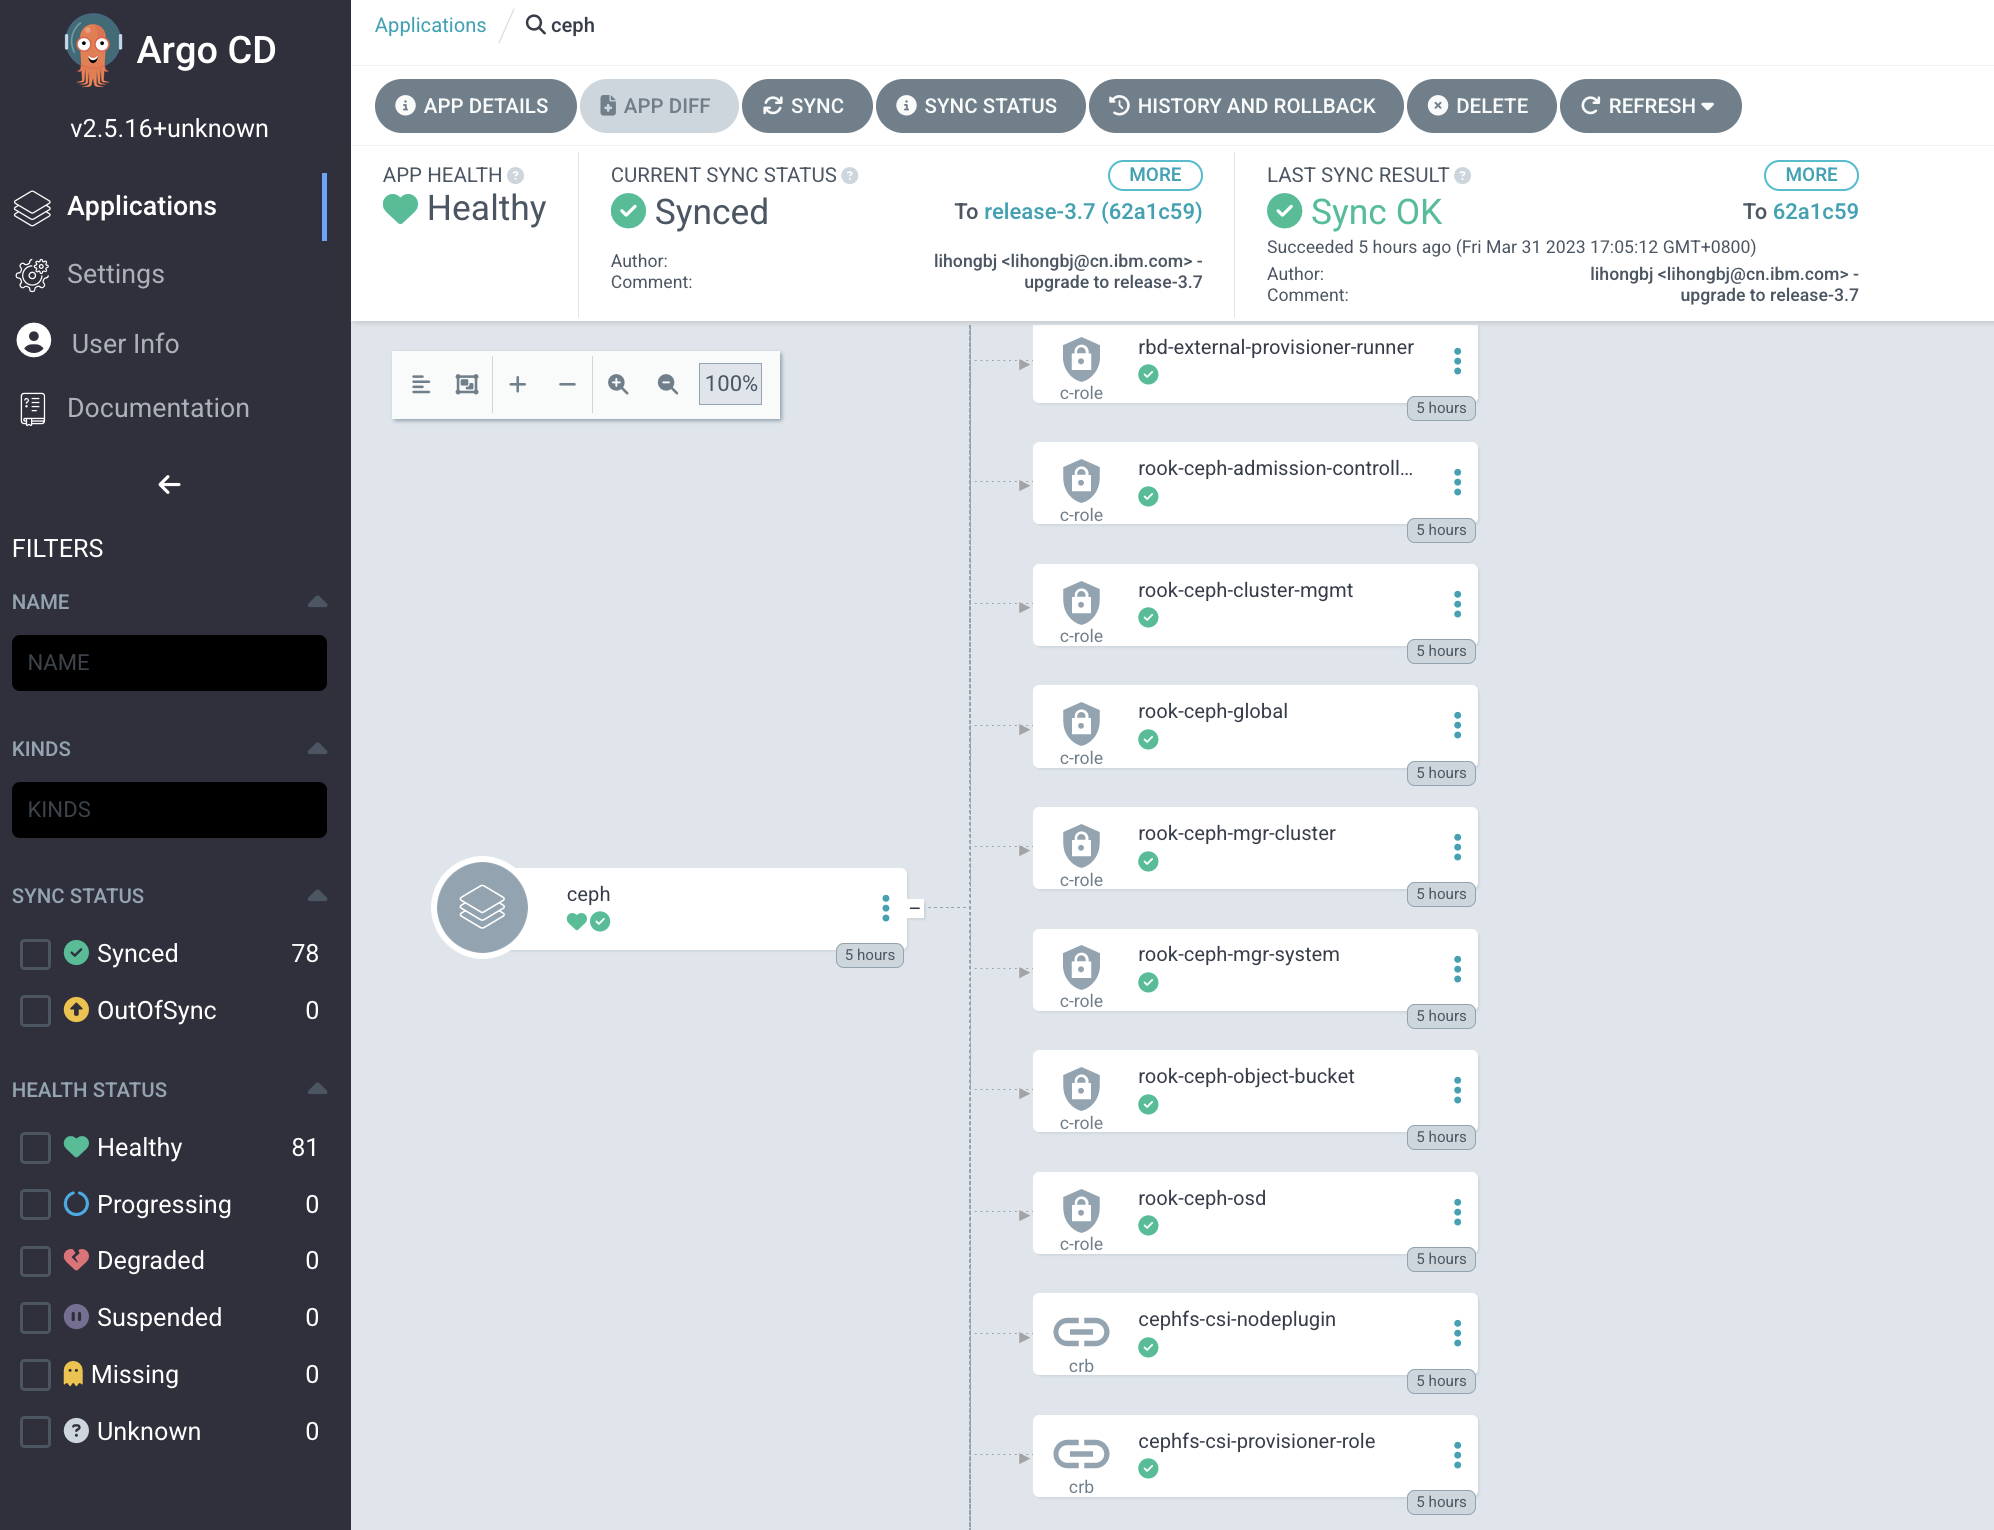 Argo CD
v2.5.16+unknown
Applications
Settings
User Info
Documentation
FILTERS
NAME
NAME
KINDS
KINDS
SYNC STATUS
Synced 78
OutOfSync 0
HEALTH STATUS
Healthy 81
Progressing 0
Degraded 0
Suspended 0
Missing 0
Unknown 0
Applications / ceph
APP DETAILS APP DIFF SYNC SYNC STATUS HISTORY AND ROLLBACK DELETE REFRESH
APP HEALTH
Healthy
CURRENT SYNC STATUS MORE
Synced To release-3.7 (62a1c59)
Author: lihongbj <lihongbj@cn.ibm.com> -
Comment: upgrade to release-3.7
LAST SYNC RESULT MORE
Sync OK To 62a1c59
Succeeded 5 hours ago (Fri Mar 31 2023 17:05:12 GMT+0800)
Author: lihongbj <lihongbj@cn.ibm.com> -
Comment: upgrade to release-3.7
100%
ceph
5 hours
rbd-external-provisioner-runner
c-role
5 hours
rook-ceph-admission-controll...
c-role
5 hours
rook-ceph-cluster-mgmt
c-role
5 hours
rook-ceph-global
c-role
5 hours
rook-ceph-mgr-cluster
c-role
5 hours
rook-ceph-mgr-system
c-role
5 hours
rook-ceph-object-bucket
c-role
5 hours
rook-ceph-osd
c-role
5 hours
cephfs-csi-nodeplugin
crb
5 hours
cephfs-csi-provisioner-role
crb
5 hours